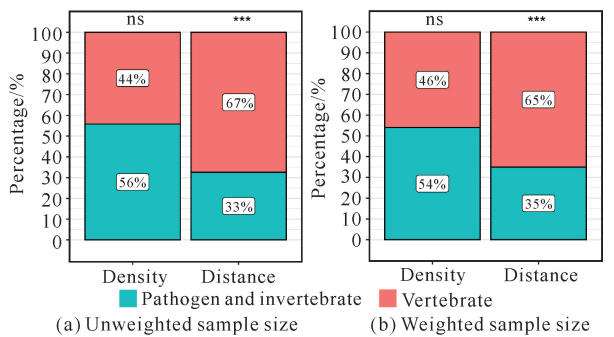 ns *** ns ***
100 100
90 90
80 80
70 70
60 60
50 50
40 40
30 30
20 20
10 10
0 0
Percentage/% Percentage/%
44% 67% 46% 65%
56% 33% 54% 35%
Density Distance Density Distance
Pathogen and invertebrate Vertebrate
(a) Unweighted sample size (b) Weighted sample size